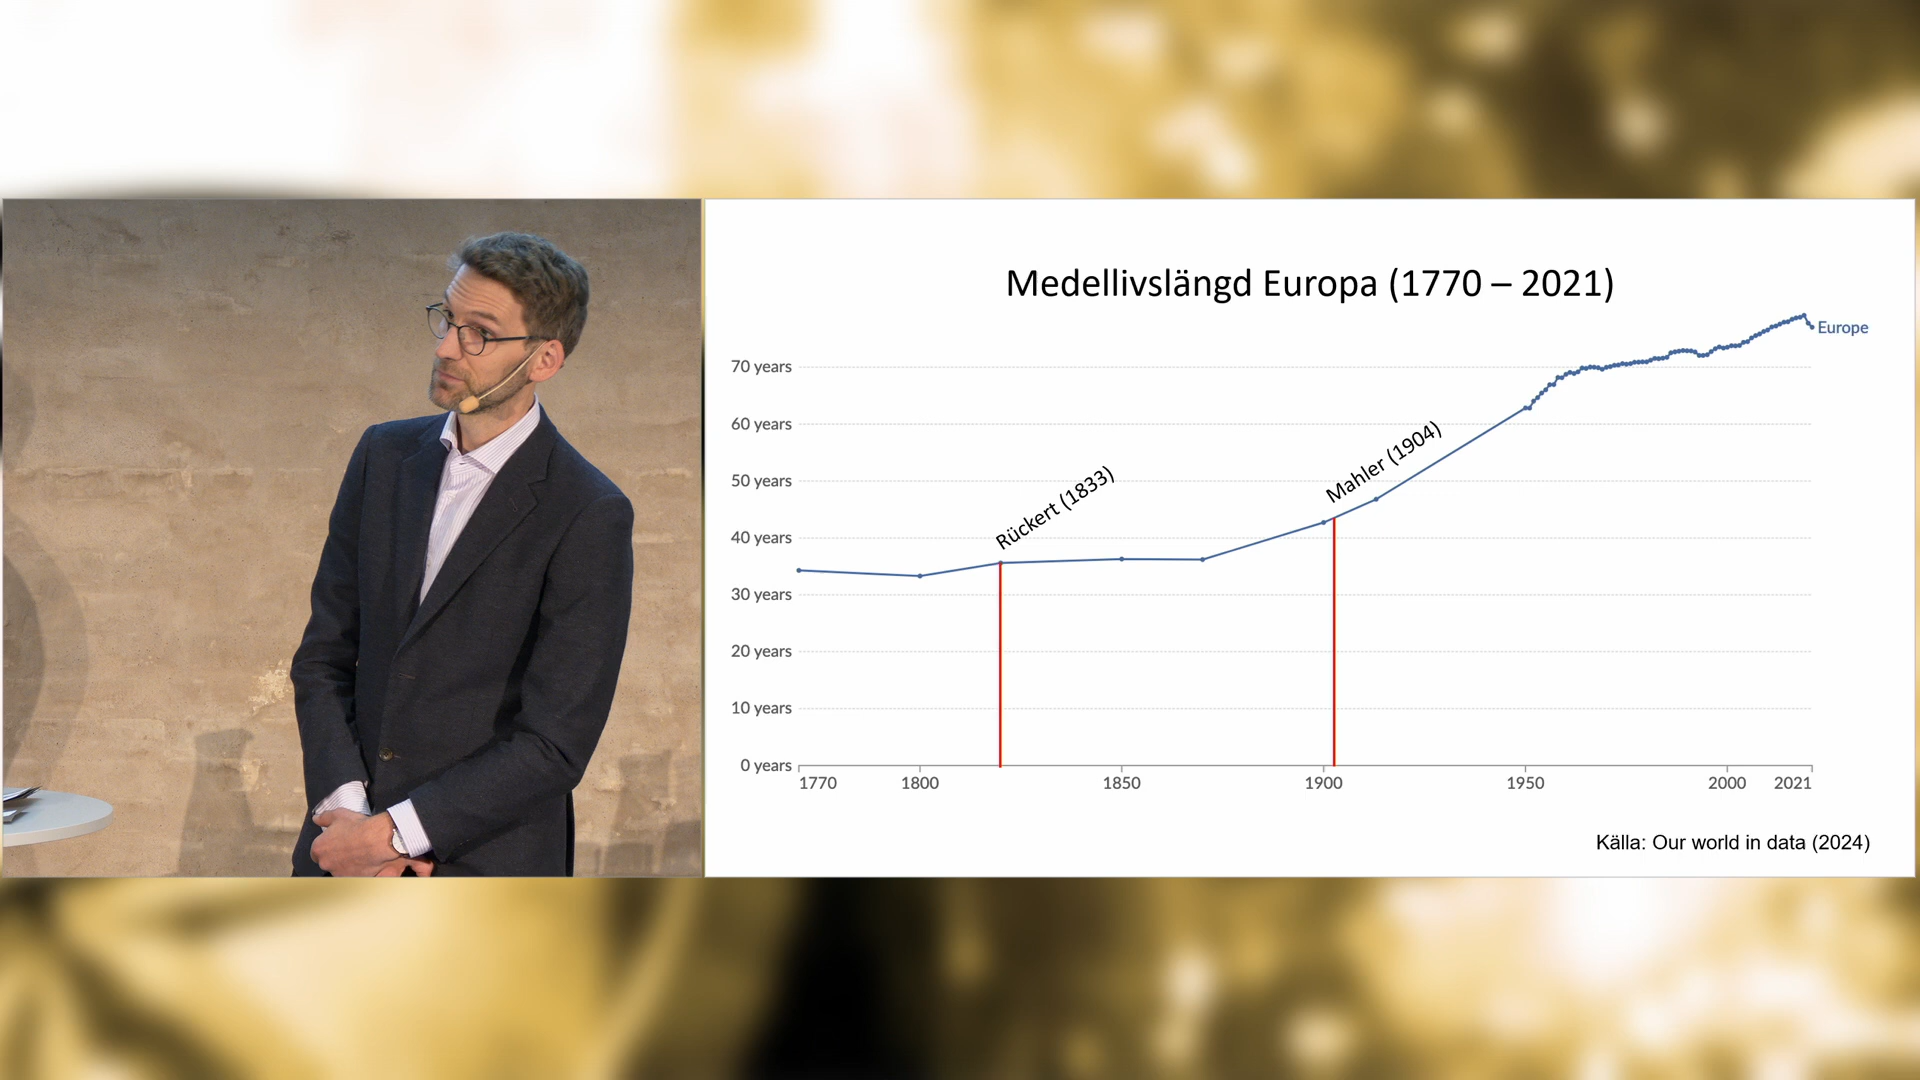 Medellivslängd Europa (1770 – 2021)
Europe
70 years
60 years
50 years
40 years
30 years
20 years
10 years
0 years
Rückert (1833)
Mahler (1904)
1770 1800 1850 1900 1950 2000 2021
Källa: Our world in data (2024)